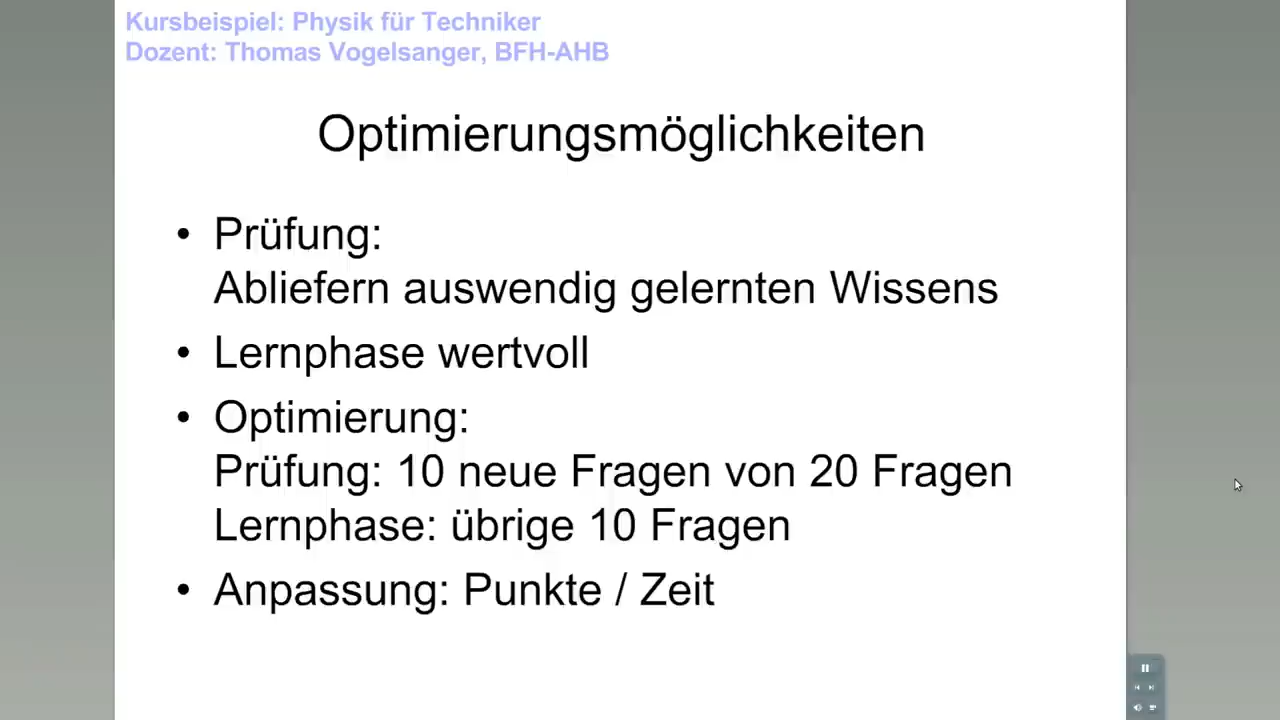 Kursbeispiel: Physik für Techniker
Dozent: Thomas Vogelsanger, BFH-AHB
Optimierungsmöglichkeiten
• Prüfung:
Abliefern auswendig gelernten Wissens
• Lernphase wertvoll
• Optimierung:
Prüfung: 10 neue Fragen von 20 Fragen
Lernphase: übrige 10 Fragen
• Anpassung: Punkte / Zeit